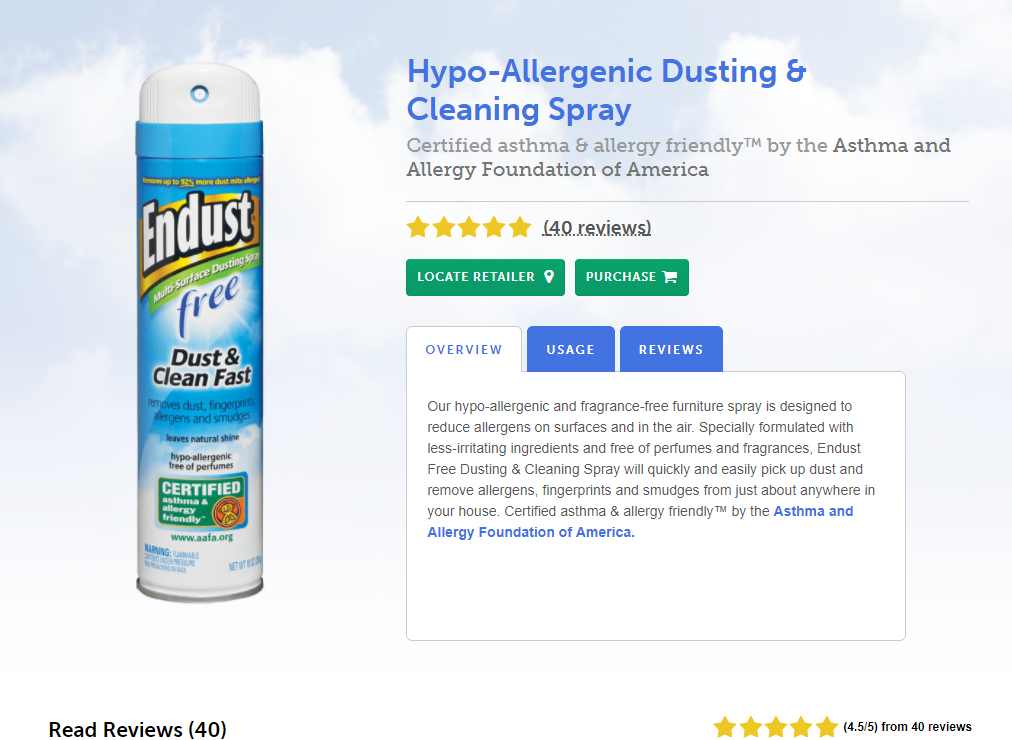 Hypo-Allergenic Dusting &
Cleaning Spray
Certified asthma & allergy friendly™ by the Asthma and
Allergy Foundation of America
(40 reviews)
LOCATE RETAILER
PURCHASE
OVERVIEW
USAGE
REVIEWS
Our hypo-allergenic and fragrance-free furniture spray is designed to
reduce allergens on surfaces and in the air. Specially formulated with
less-irritating ingredients and free of perfumes and fragrances, Endust
Free Dusting & Cleaning Spray will quickly and easily pick up dust and
remove allergens, fingerprints and smudges from just about anywhere in
your house. Certified asthma & allergy friendly™ by the Asthma and
Allergy Foundation of America.
Removes up to 92% more dust mite allergen
Endust
Multi-Surface Dusting Spray
free
Dust &
Clean Fast
removes dust, fingerprints,
allergens and smudges
leaves natural shine
hypo-allergenic
free of perfumes
CERTIFIED
asthma &
allergy
friendly™
www.aafa.org
WARNING: FLAMMABLE
CONTENTS UNDER PRESSURE.
NET WT 10 OZ
Read Reviews (40)
(4.5/5) from 40 reviews